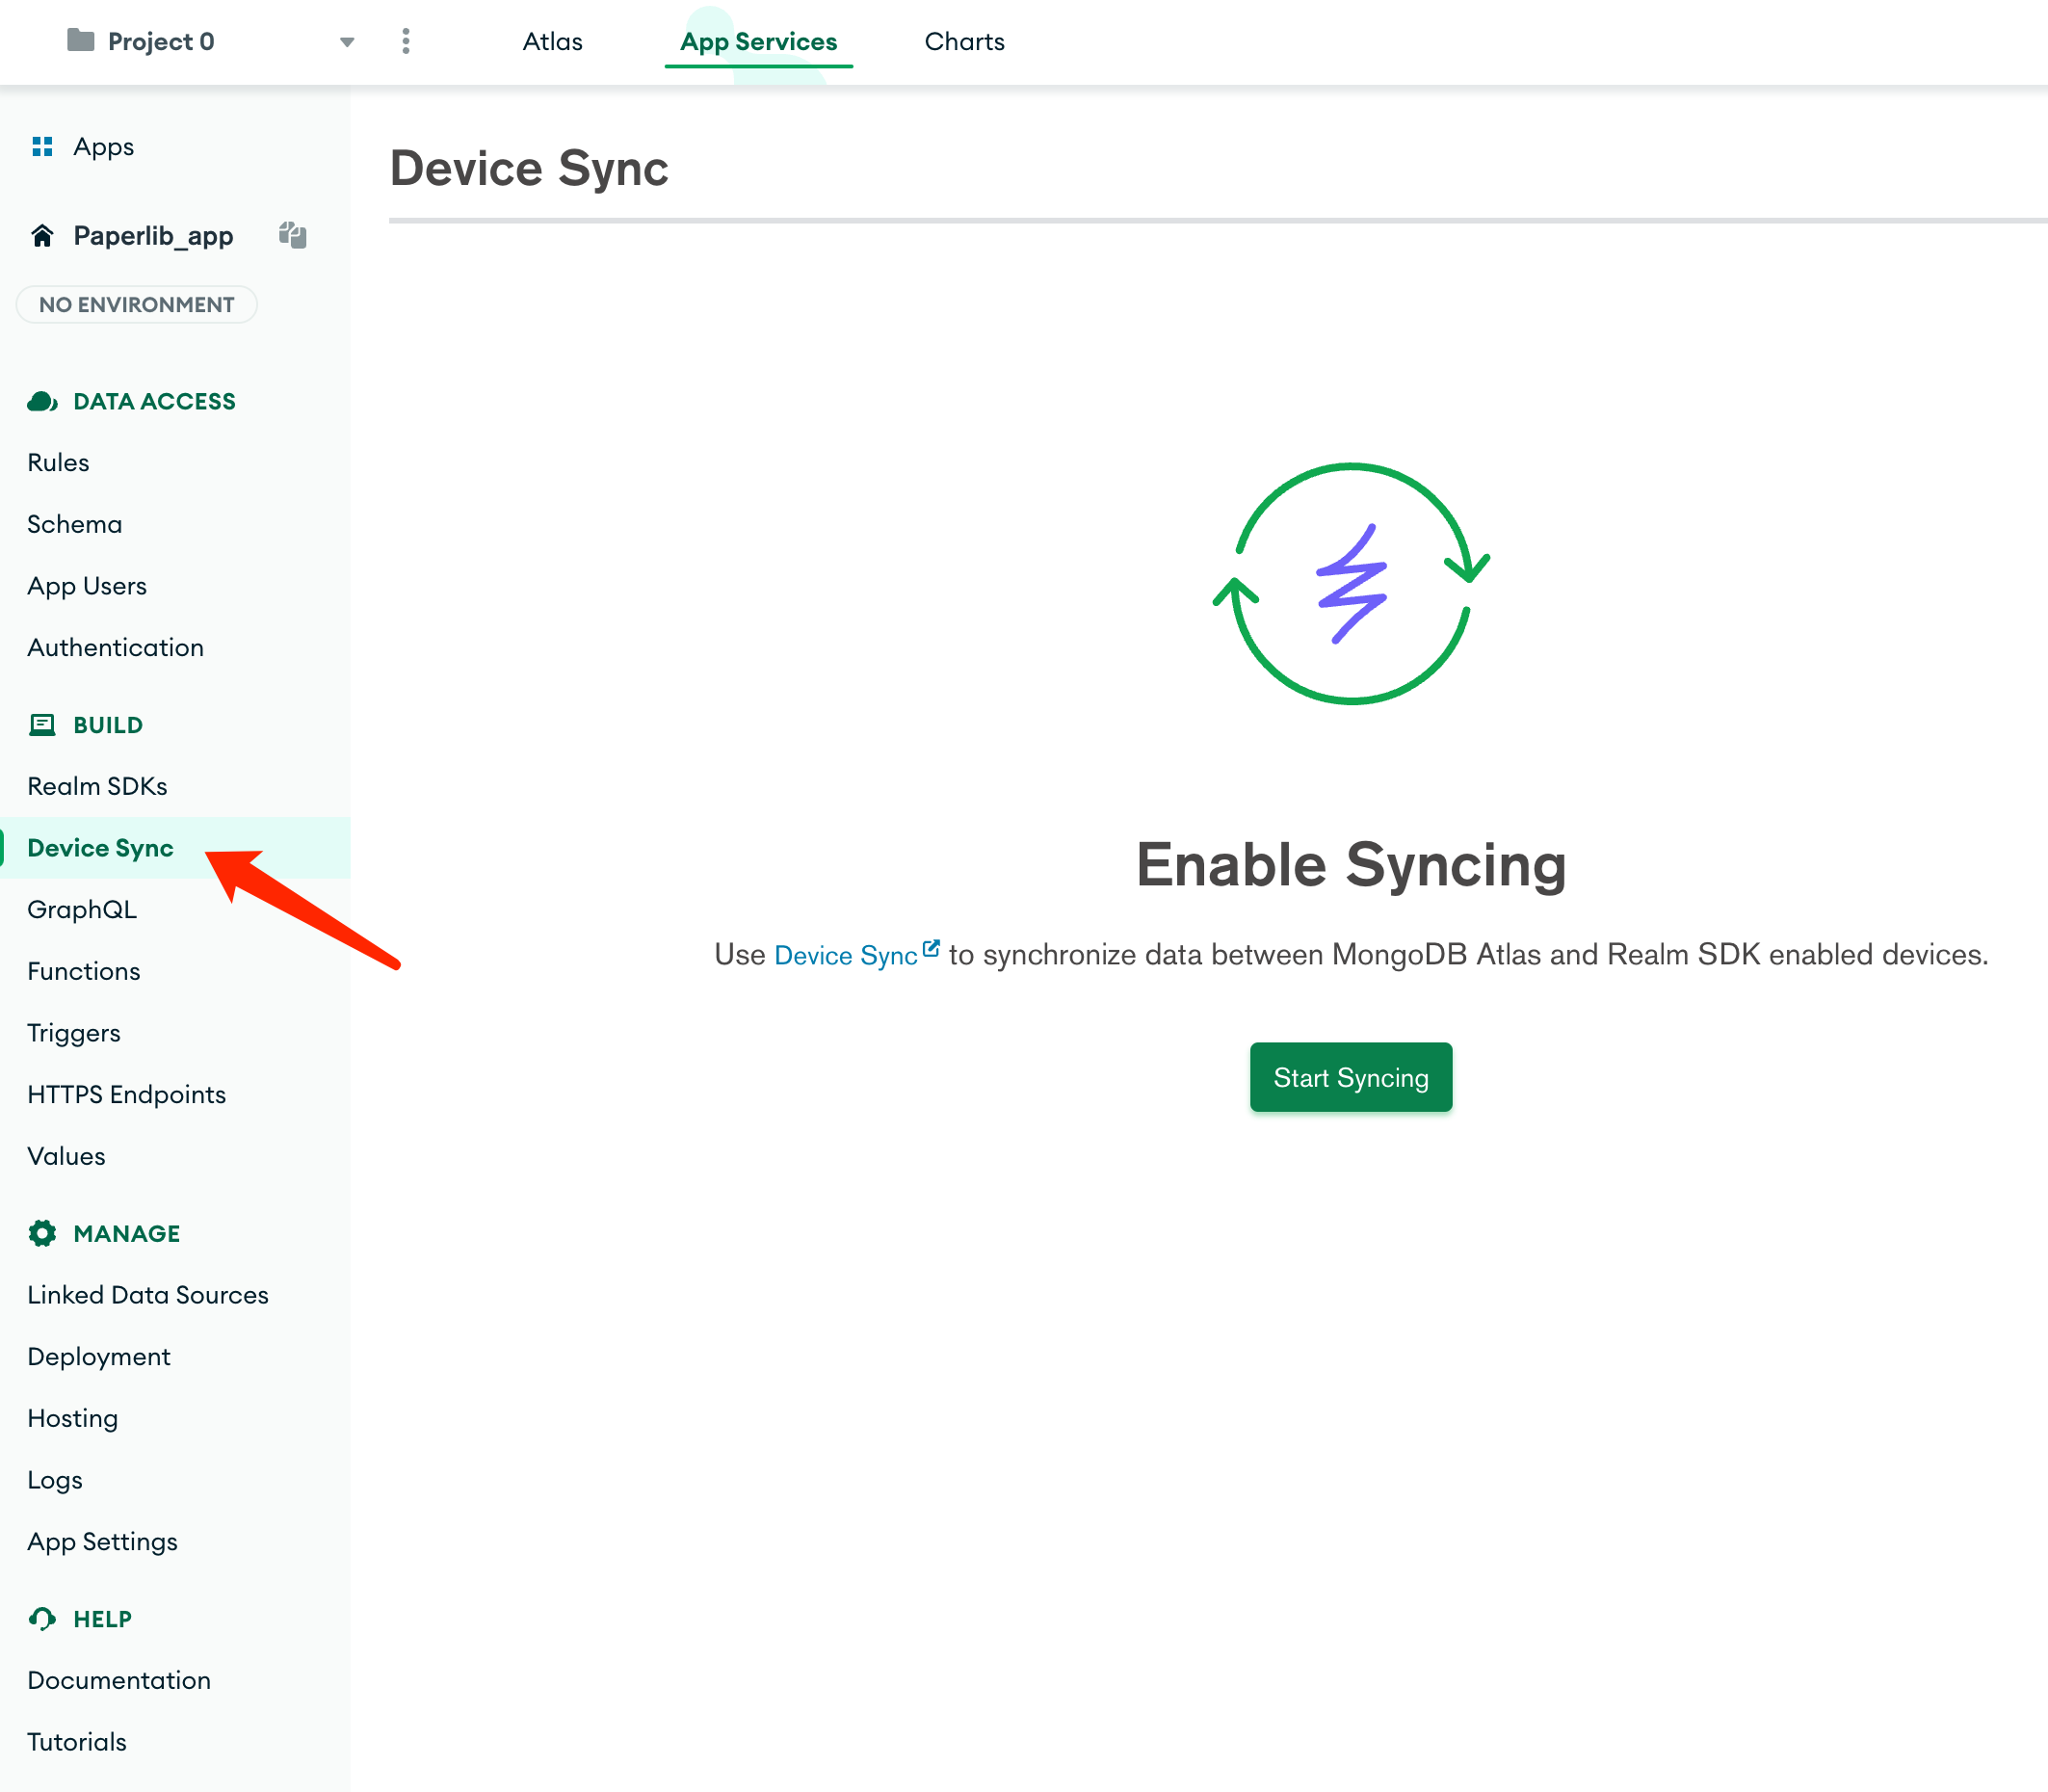 Project 0
Atlas
App Services
Charts
Apps
Paperlib_app
NO ENVIRONMENT
DATA ACCESS
Rules
Schema
App Users
Authentication
BUILD
Realm SDKs
Device Sync
GraphQL
Functions
Triggers
HTTPS Endpoints
Values
MANAGE
Linked Data Sources
Deployment
Hosting
Logs
App Settings
HELP
Documentation
Tutorials
Device Sync
Enable Syncing
Use Device Sync to synchronize data between MongoDB Atlas and Realm SDK enabled devices.
Start Syncing